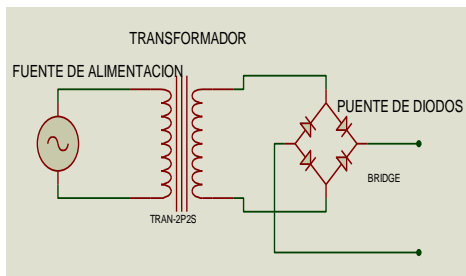 TRANSFORMADOR
FUENTE DE ALIMENTACION
PUENTE DE DIODOS
BRIDGE
TRAN-2P2S